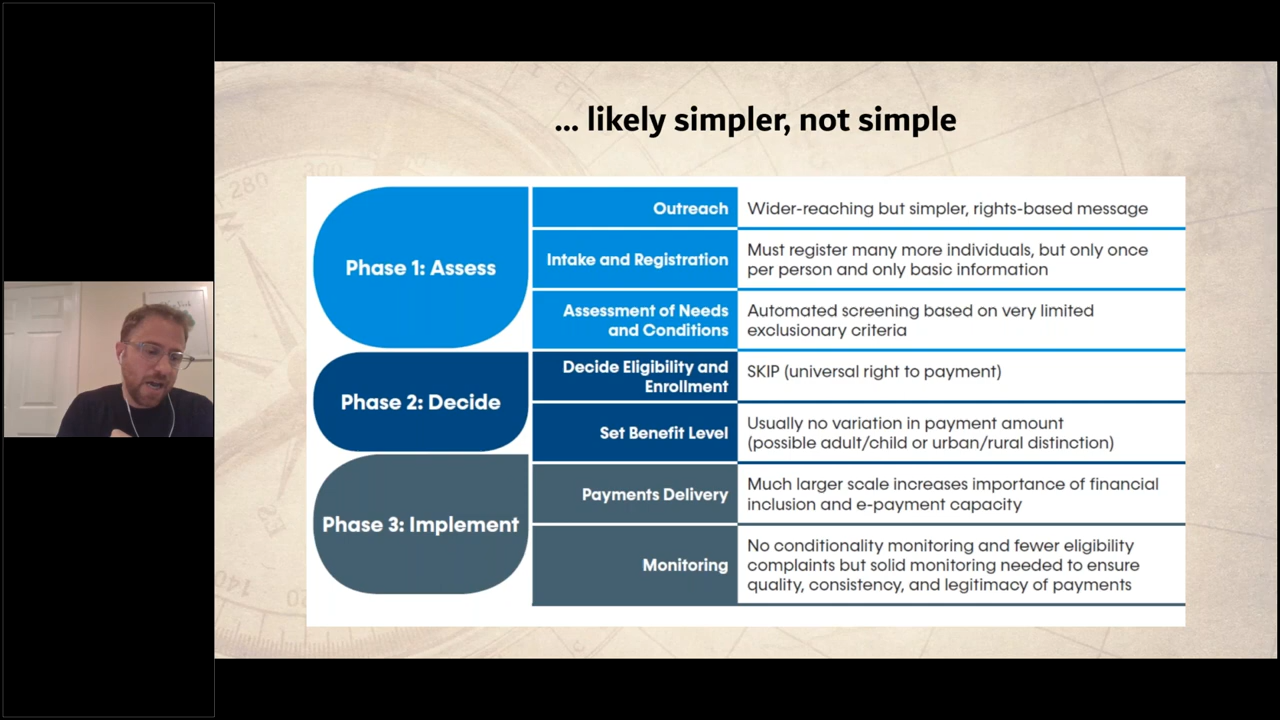 ... likely simpler, not simple
Phase 1: Assess
Outreach
Wider-reaching but simpler, rights-based message
Intake and Registration
Must register many more individuals, but only once
per person and only basic information
Assessment of Needs
and Conditions
Automated screening based on very limited
exclusionary criteria
Phase 2: Decide
Decide Eligibility and
Enrollment
SKIP (universal right to payment)
Set Benefit Level
Usually no variation in payment amount
(possible adult/child or urban/rural distinction)
Phase 3: Implement
Payments Delivery
Much larger scale increases importance of financial
inclusion and e-payment capacity
Monitoring
No conditionality monitoring and fewer eligibility
complaints but solid monitoring needed to ensure
quality, consistency, and legitimacy of payments
280
300
140